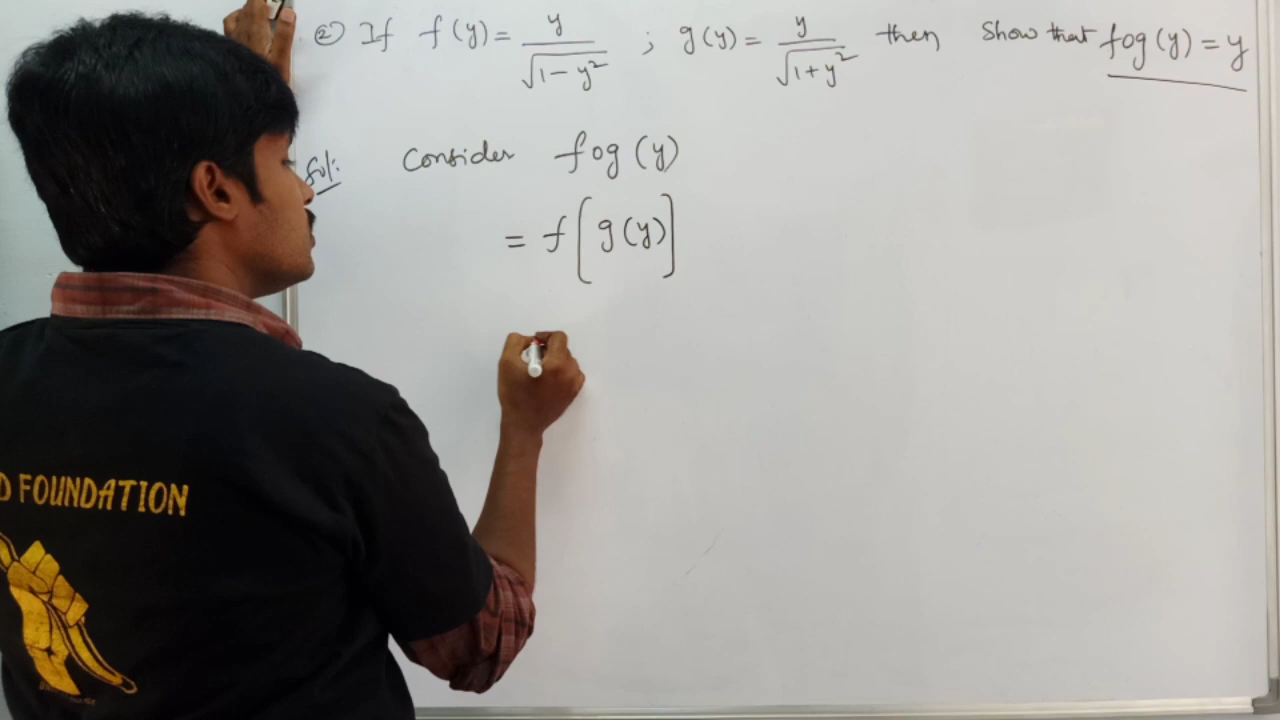 ② If f(y) = y/√(1-y²) ; g(y) = y/√(1+y²) then show that fog(y) = y
Sol: Consider fog(y)
= f[g(y)]
D FOUNDATION